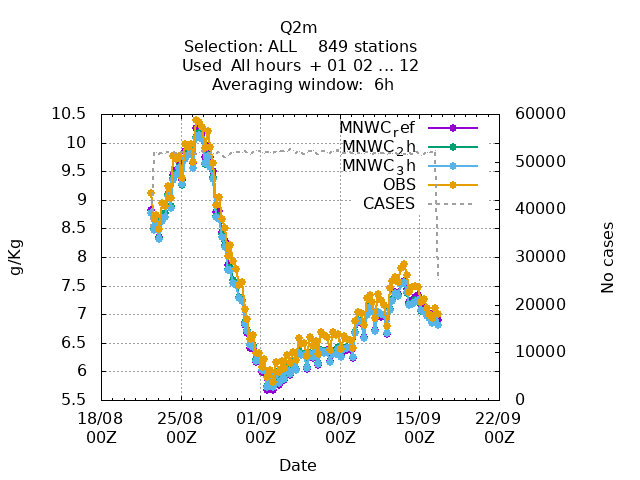 Q2m
Selection: ALL    849 stations
Used  All hours  + 01 02 ... 12
Averaging window:  6h
10.5
10
9.5
9
8.5
8
7.5
7
6.5
6
5.5
60000
50000
40000
30000
20000
10000
0
MNWC_ref
MNWC_2h
MNWC_3h
OBS
CASES
g/Kg
No cases
18/08 25/08 01/09 08/09 15/09 22/09
00Z 00Z 00Z 00Z 00Z 00Z
Date